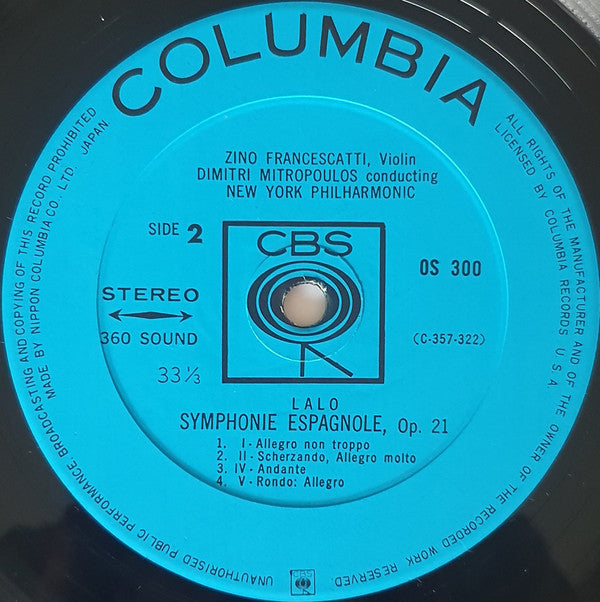 COLUMBIA
ZINO FRANCESCATTI, Violin
DIMITRI MITROPOULOS conducting
NEW YORK PHILHARMONIC
SIDE 2
CBS
OS 300
STEREO
360 SOUND
(C-357-322)
33⅓
LALO
SYMPHONIE ESPAGNOLE, Op. 21
1. I - Allegro non troppo
2. II - Scherzando, Allegro molto
3. IV - Andante
4. V - Rondo: Allegro
UNAUTHORISED PUBLIC PERFORMANCE, BROADCASTING AND COPYING OF THIS RECORD PROHIBITED
MADE BY NIPPON COLUMBIA CO., LTD. JAPAN
ALL RIGHTS OF THE MANUFACTURER AND OF THE OWNER OF THE RECORDED WORK RESERVED
LICENSED BY COLUMBIA RECORDS U S A
CBS